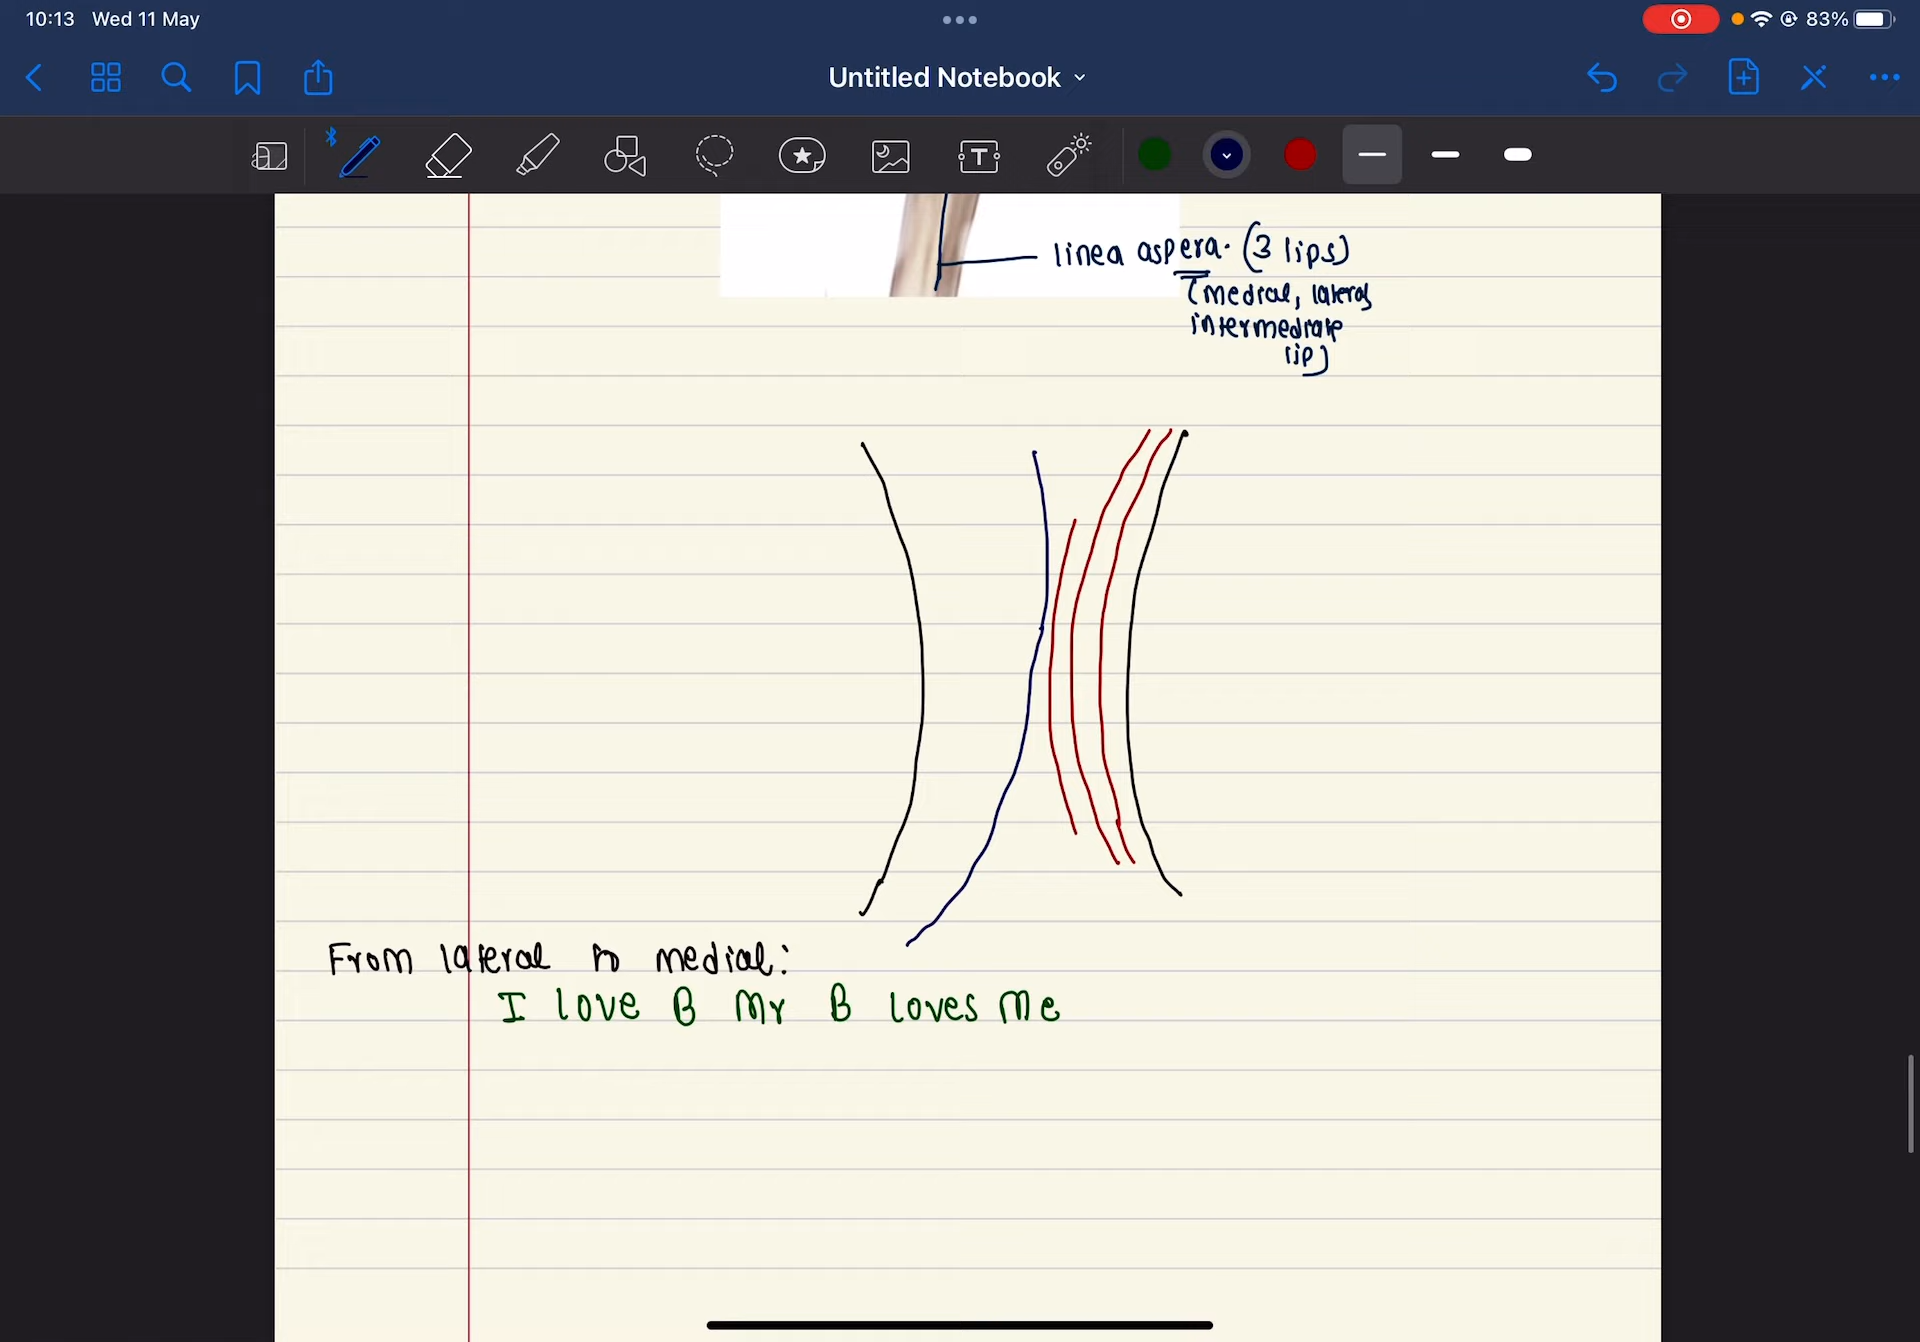 10:13 Wed 11 May
83%
Untitled Notebook
T
linea aspera. (3 lips)
(medial, lateral
intermediate
lip)
From lateral to medial:
I love B Mr B loves Me